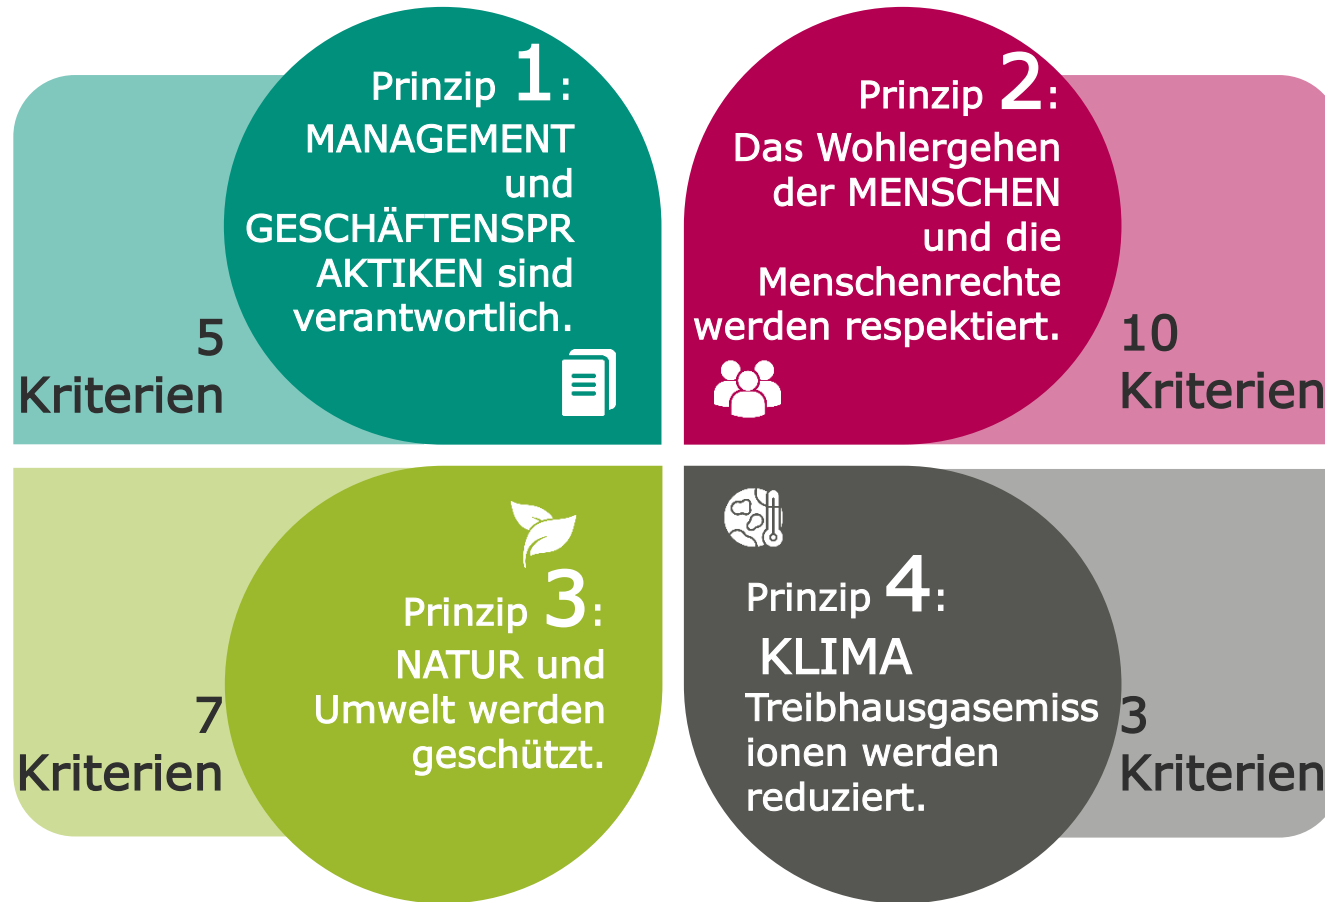 Prinzip 1:
MANAGEMENT
und
GESCHÄFTENSPR
AKTIKEN sind
verantwortlich.
5
Kriterien
Prinzip 2:
Das Wohlergehen
der MENSCHEN
und die
Menschenrechte
werden respektiert.
10
Kriterien
Prinzip 3:
NATUR und
Umwelt werden
geschützt.
7
Kriterien
Prinzip 4:
KLIMA
Treibhausgasemiss
ionen werden
reduziert.
3
Kriterien